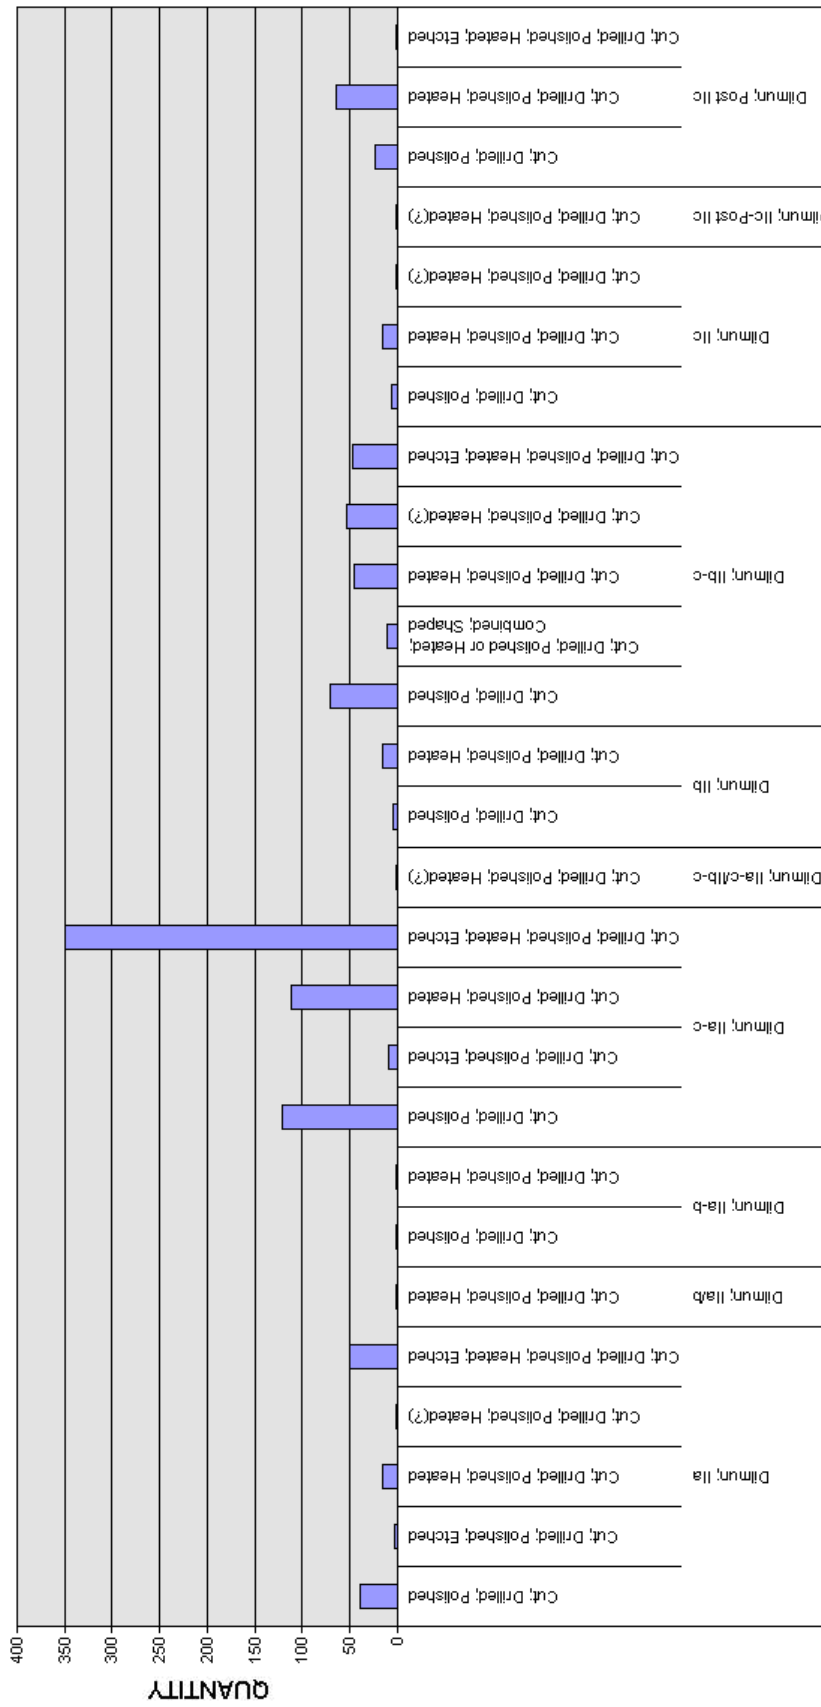 QUANTITY
400
350
300
250
200
150
100
50
0
Cut; Drilled; Polished
Cut; Drilled; Polished; Etched
Cut; Drilled; Polished; Heated
Cut; Drilled; Polished; Heated(?)
Cut; Drilled; Polished; Heated; Etched
Dilmun; IIa
Cut; Drilled; Polished; Heated
Dilmun; IIa/b
Cut; Drilled; Polished
Cut; Drilled; Polished; Heated
Dilmun; IIa-b
Cut; Drilled; Polished
Cut; Drilled; Polished; Etched
Cut; Drilled; Polished; Heated
Cut; Drilled; Polished; Heated; Etched
Dilmun; IIa-c
Cut; Drilled; Polished; Heated(?)
Dilmun; IIa-c/IIb-c
Cut; Drilled; Polished
Cut; Drilled; Polished; Heated
Dilmun; IIb
Cut; Drilled; Polished
Cut; Drilled; Polished or Heated;
Combined; Shaped
Cut; Drilled; Polished; Heated
Cut; Drilled; Polished; Heated(?)
Cut; Drilled; Polished; Heated; Etched
Dilmun; IIb-c
Cut; Drilled; Polished
Cut; Drilled; Polished; Heated
Cut; Drilled; Polished; Heated(?)
Dilmun; IIc
Cut; Drilled; Polished; Heated(?)
Dilmun; IIc-Post IIc
Cut; Drilled; Polished
Cut; Drilled; Polished; Heated
Cut; Drilled; Polished; Heated; Etched
Dilmun; Post IIc